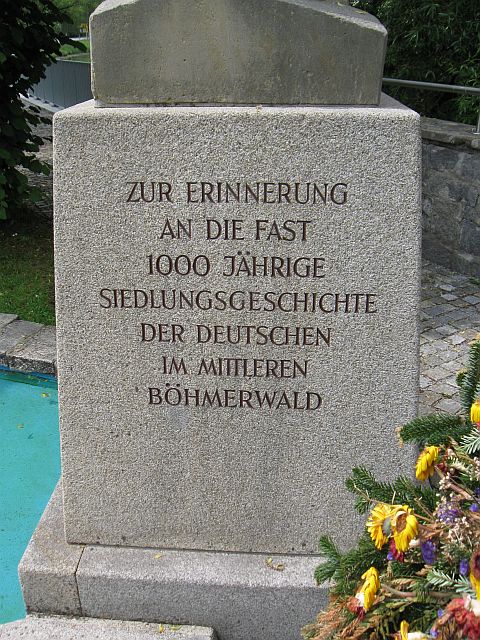 ZUR ERINNERUNG
AN DIE FAST
1000 JÄHRIGE
SIEDLUNGSGESCHICHTE
DER DEUTSCHEN
IM MITTLEREN
BÖHMERWALD